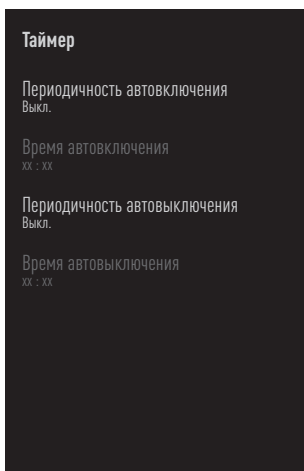 Таймер
Периодичность автовключения
Выкл.
Время автовключения
xx : xx
Периодичность автовыключения
Выкл.
Время автовыключения
xx : xx